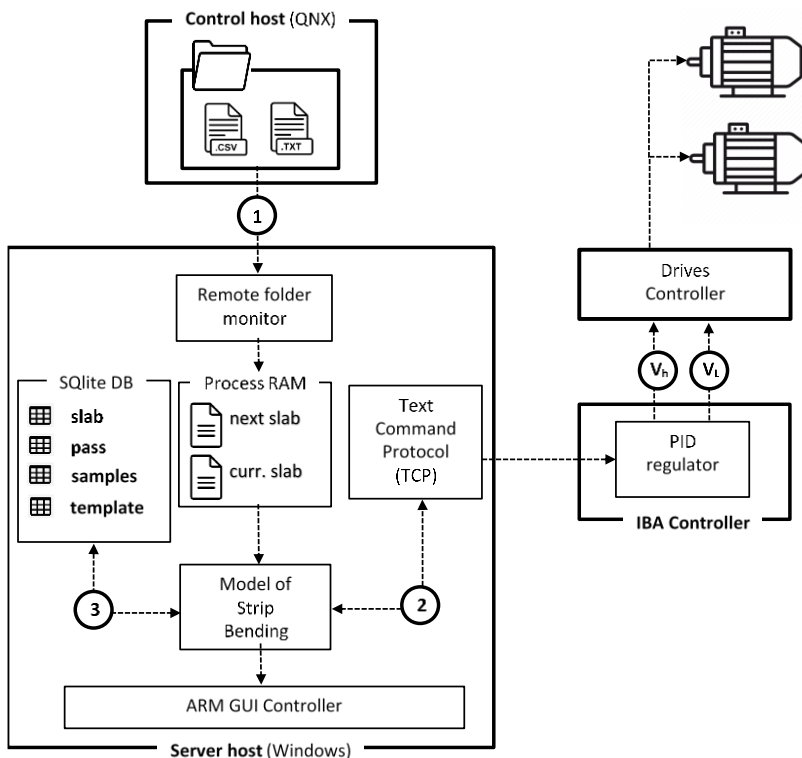 Control host (QNX)
.CSV
.TXT
1
Remote folder
monitor
SQlite DB
slab
pass
samples
template
Process RAM
next slab
curr. slab
Text
Command
Protocol
(TCP)
3
Model of
Strip
Bending
2
ARM GUI Controller
Server host (Windows)
Drives
Controller
Vh
VL
PID
regulator
IBA Controller